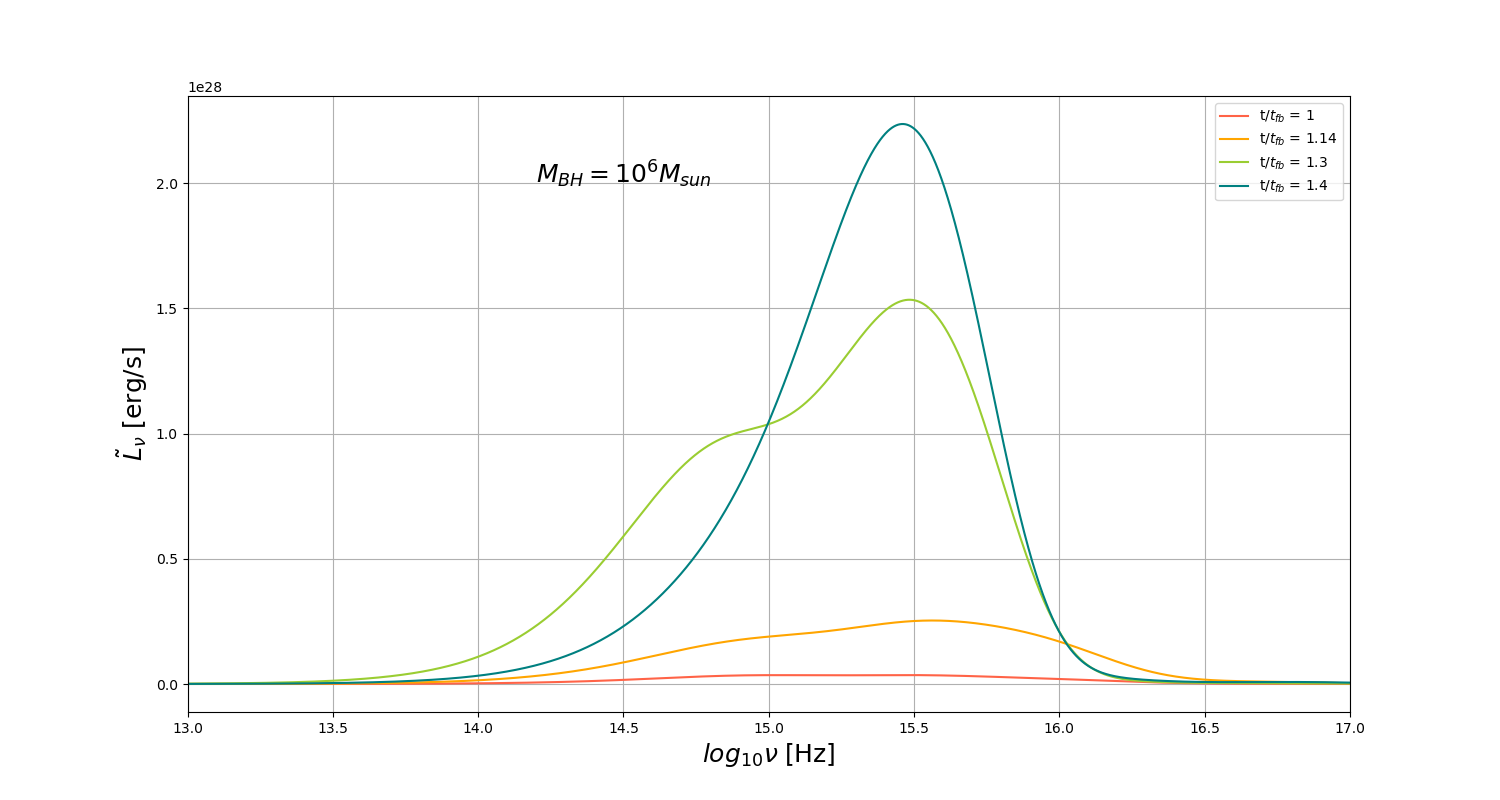 1e28
t/t_fb = 1
t/t_fb = 1.14
t/t_fb = 1.3
t/t_fb = 1.4
M_BH = 10^6 M_sun
2.0
1.5
1.0
0.5
0.0
L̃_ν [erg/s]
13.0 13.5 14.0 14.5 15.0 15.5 16.0 16.5 17.0
log_10 ν [Hz]